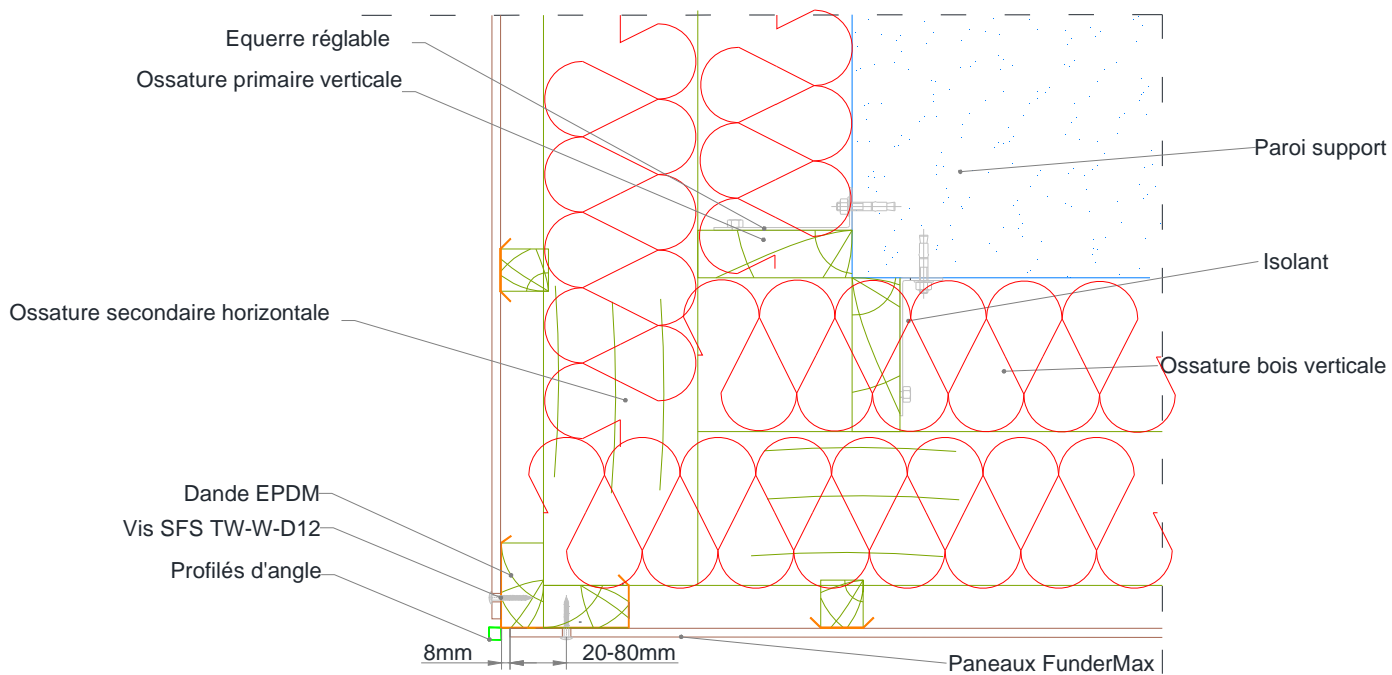 Equerre réglable
Ossature primaire verticale
Paroi support
Isolant
Ossature secondaire horizontale
Ossature bois verticale
Dande EPDM
Vis SFS TW-W-D12
Profilés d'angle
8mm
20-80mm
Paneaux FunderMax